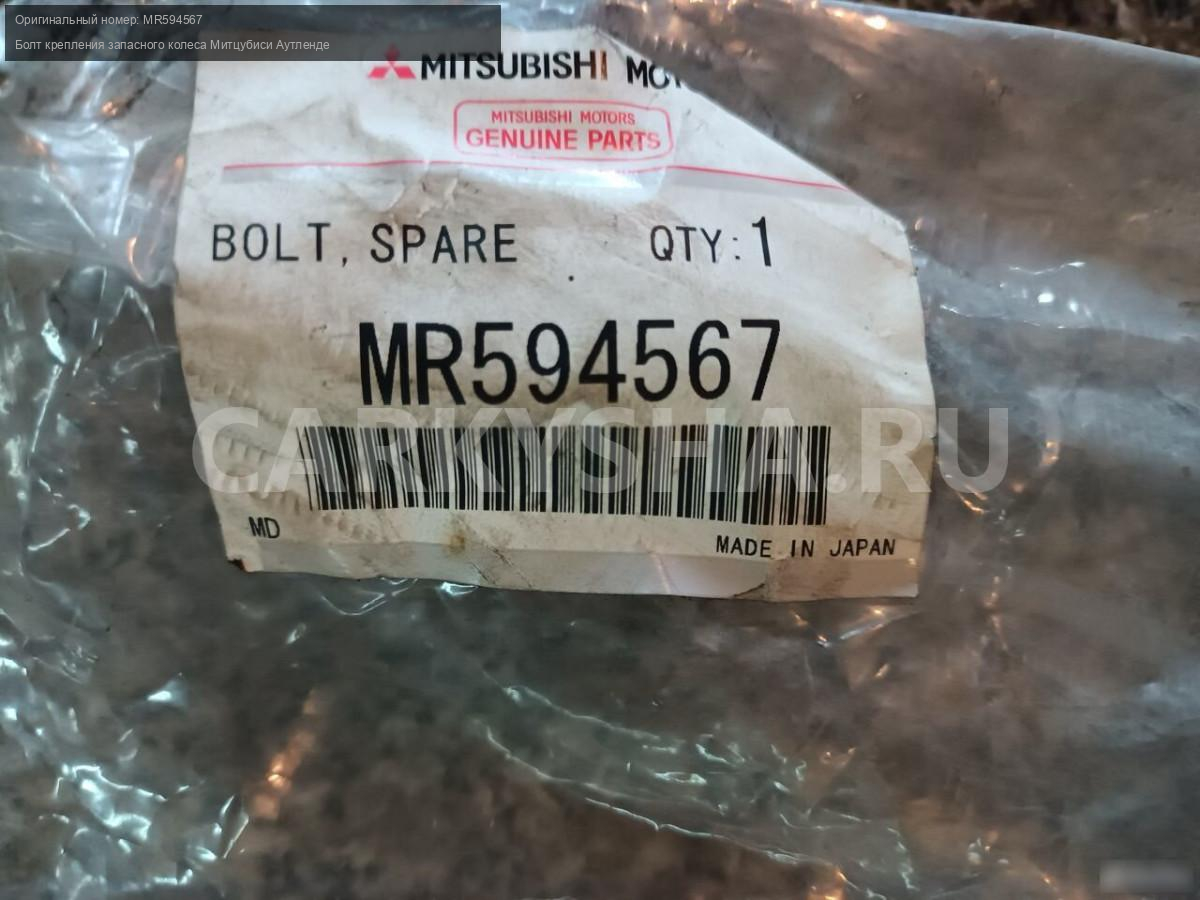 Оригинальный номер: MR594567
Болт крепления запасного колеса Митцубиси Аутленде
MITSUBISHI
MITSUBISHI MOTORS
GENUINE PARTS
BOLT, SPARE QTY:1
MR594567
CARKYSHA.RU
MD
MADE IN JAPAN